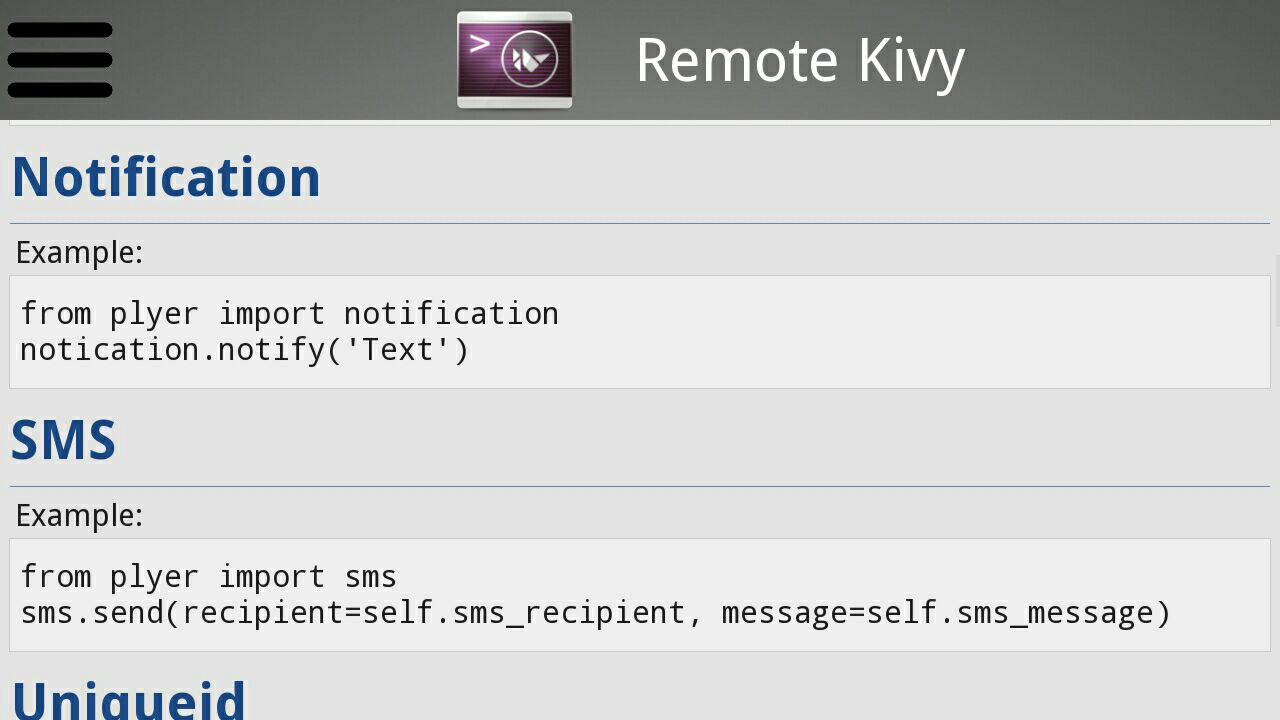 Remote Kivy
Notification
Example:
from plyer import notification
notication.notify('Text')
SMS
Example:
from plyer import sms
sms.send(recipient=self.sms_recipient, message=self.sms_message)
Uniqueid